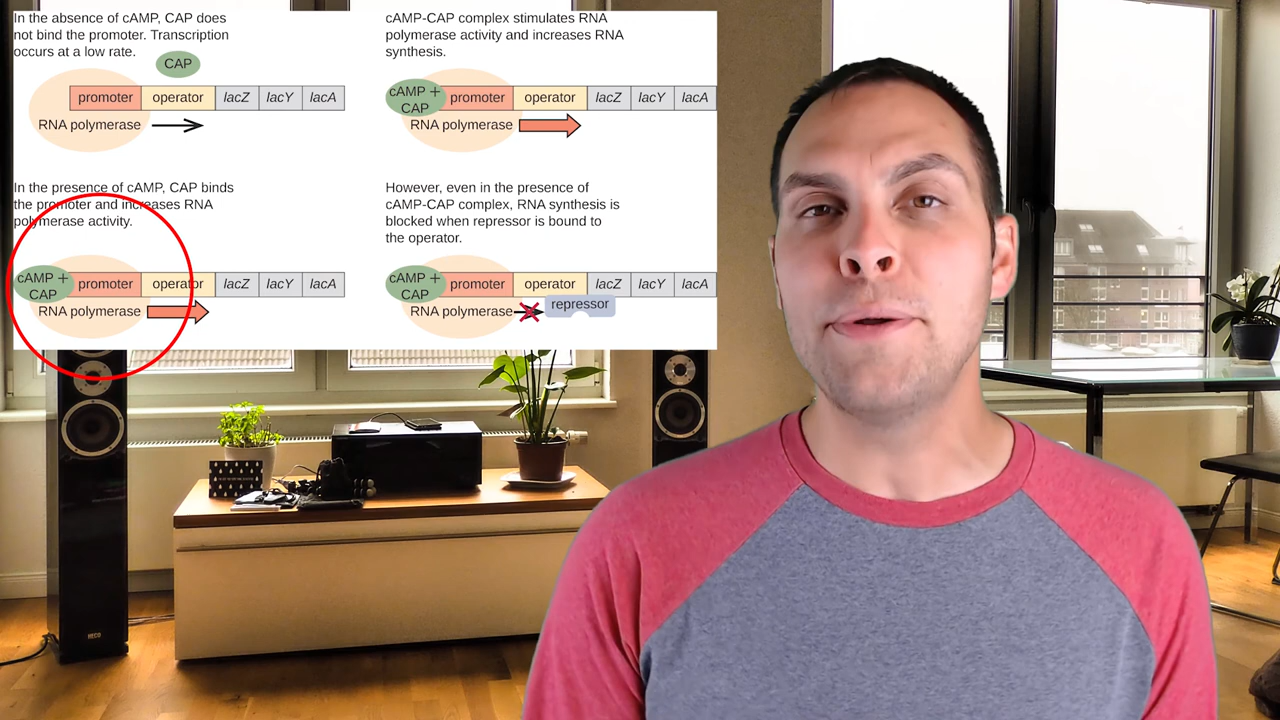 In the absence of cAMP, CAP does
not bind the promoter. Transcription
occurs at a low rate.
CAP
promoter operator lacZ lacY lacA
RNA polymerase
cAMP-CAP complex stimulates RNA
polymerase activity and increases RNA
synthesis.
cAMP +
CAP
promoter operator lacZ lacY lacA
RNA polymerase
In the presence of cAMP, CAP binds
the promoter and increases RNA
polymerase activity.
cAMP +
CAP
promoter operator lacZ lacY lacA
RNA polymerase
However, even in the presence of
cAMP-CAP complex, RNA synthesis is
blocked when repressor is bound to
the operator.
cAMP +
CAP
promoter operator lacZ lacY lacA
RNA polymerase
repressor
HECO